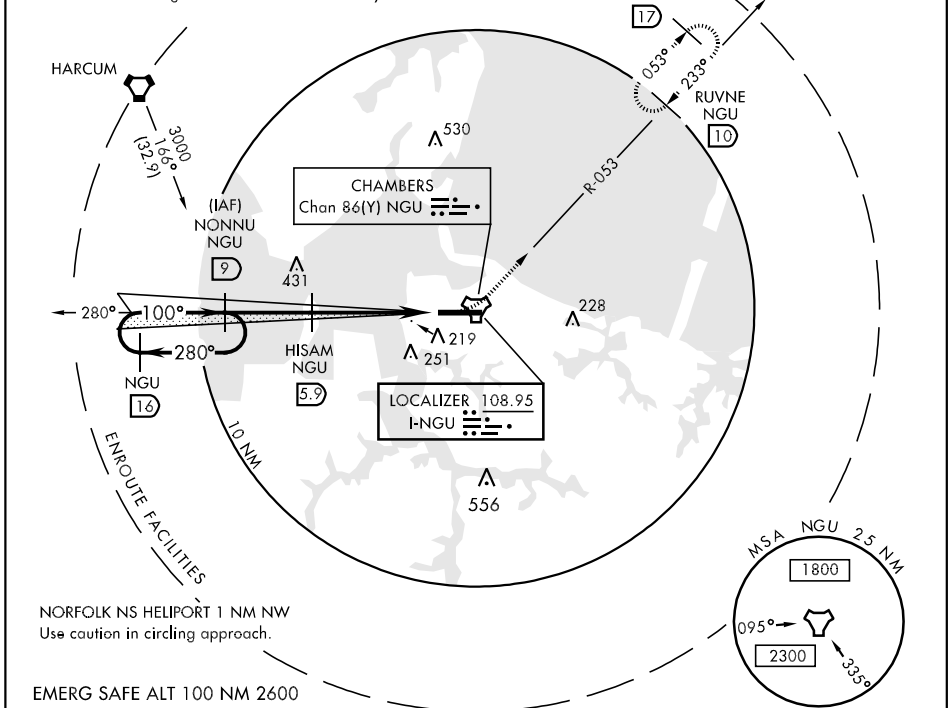 17
HARCUM
053°
233°
RUVNE
NGU
10
530
3000
166°
(32.9)
R-053
CHAMBERS
Chan 86(Y) NGU
(IAF)
NONNU
NGU
9
431
280°
100°
228
219
280°
HISAM
NGU
5.9
251
NGU
16
LOCALIZER 108.95
I-NGU
10 NM
ENROUTE FACILITIES
556
MSA NGU 25 NM
1800
095°
2300
335°
NORFOLK NS HELIPORT 1 NM NW
Use caution in circling approach.
EMERG SAFE ALT 100 NM 2600